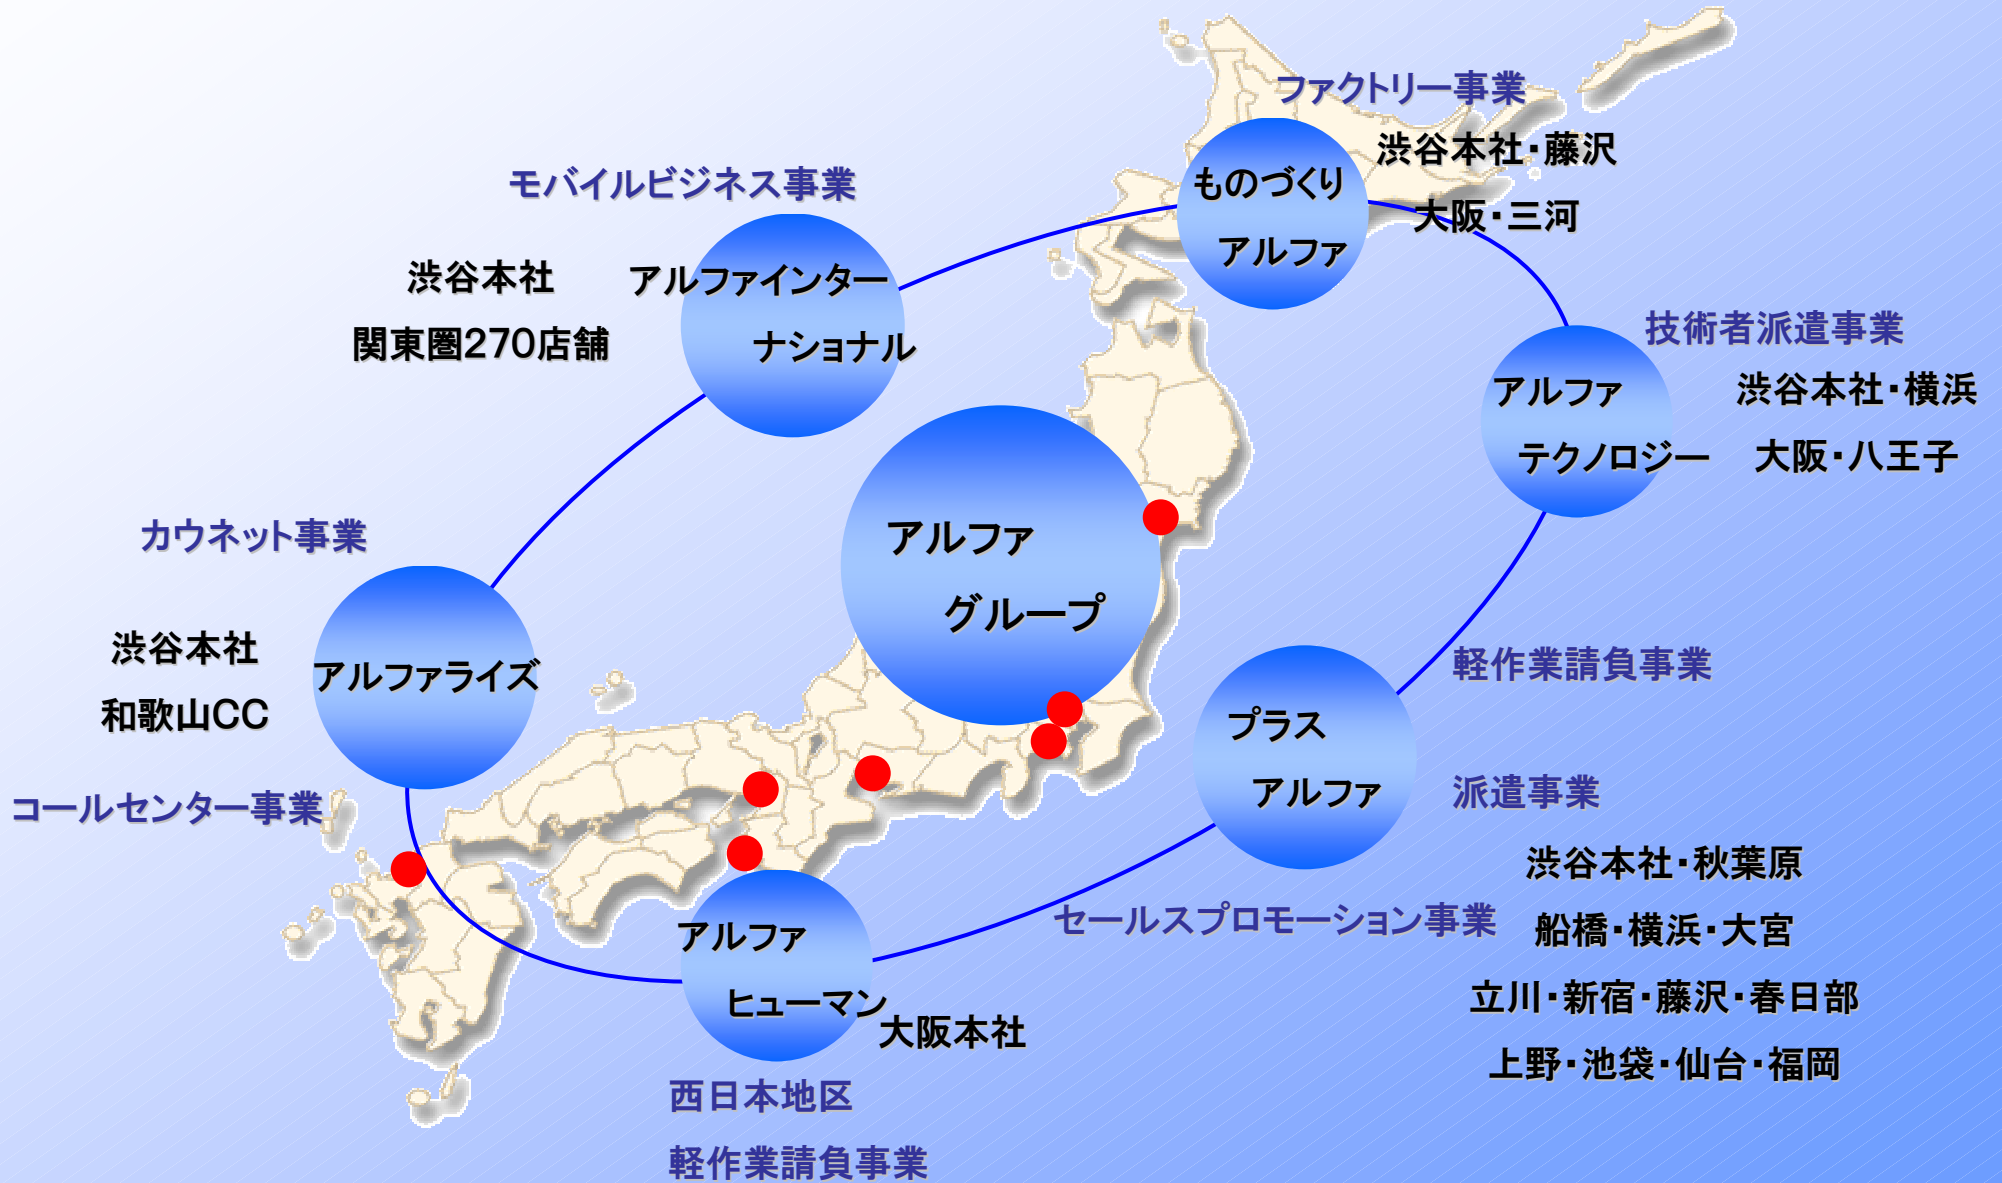 ファクトリー事業
ものづくり
アルファ
渋谷本社・藤沢
大阪・三河
モバイルビジネス事業
渋谷本社
関東圏270店舗
アルファインター
ナショナル
技術者派遣事業
アルファ
テクノロジー
渋谷本社・横浜
大阪・八王子
アルファ
グループ
カウネット事業
渋谷本社
和歌山CC
アルファライズ
コールセンター事業
軽作業請負事業
プラス
アルファ
派遣事業
セールスプロモーション事業
渋谷本社・秋葉原
船橋・横浜・大宮
立川・新宿・藤沢・春日部
上野・池袋・仙台・福岡
アルファ
ヒューマン
大阪本社
西日本地区
軽作業請負事業